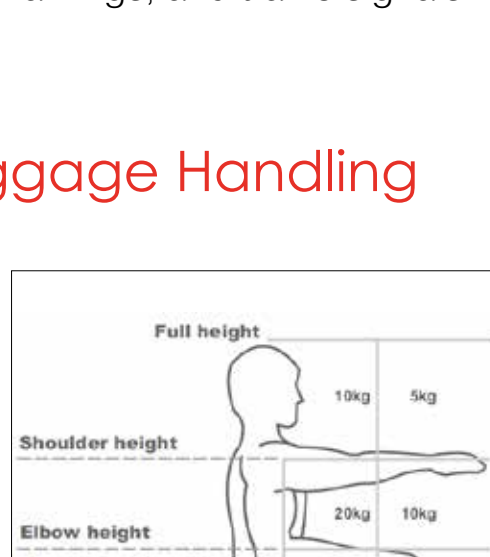 ggage Handling
Full height
10kg 5kg
Shoulder height
20kg 10kg
Elbow height